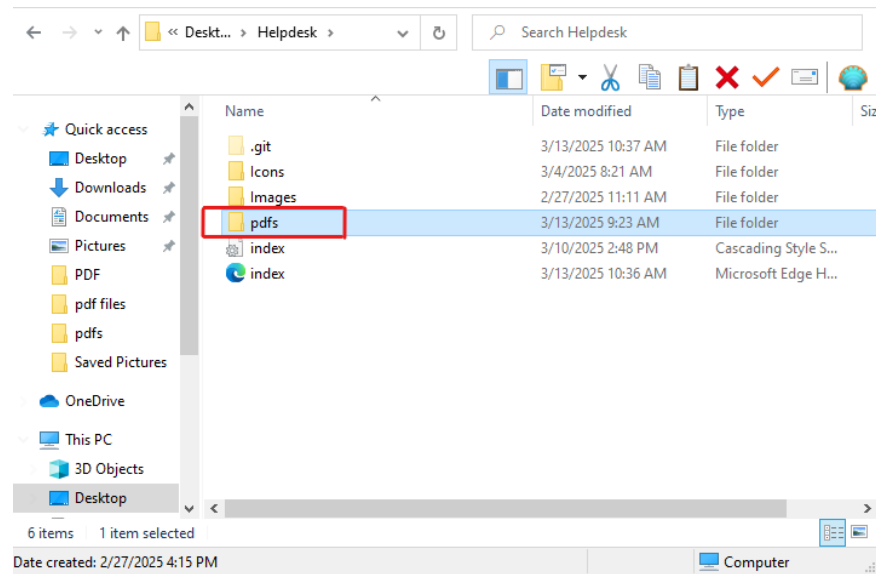 « Deskt... > Helpdesk >
Search Helpdesk
Name Date modified Type Siz
Quick access
Desktop
Downloads
Documents
Pictures
PDF
pdf files
pdfs
Saved Pictures
OneDrive
This PC
3D Objects
Desktop
.git 3/13/2025 10:37 AM File folder
Icons 3/4/2025 8:21 AM File folder
Images 2/27/2025 11:11 AM File folder
pdfs 3/13/2025 9:23 AM File folder
index 3/10/2025 2:48 PM Cascading Style S...
index 3/13/2025 10:36 AM Microsoft Edge H...
6 items 1 item selected
Date created: 2/27/2025 4:15 PM Computer